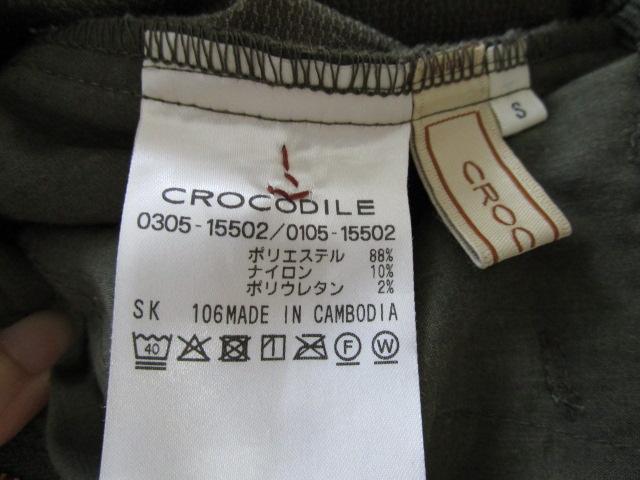 S
CROC
CROCODILE
0305-15502/0105-15502
ポリエステル 88%
ナイロン 10%
ポリウレタン 2%
SK 106MADE IN CAMBODIA
40 F W